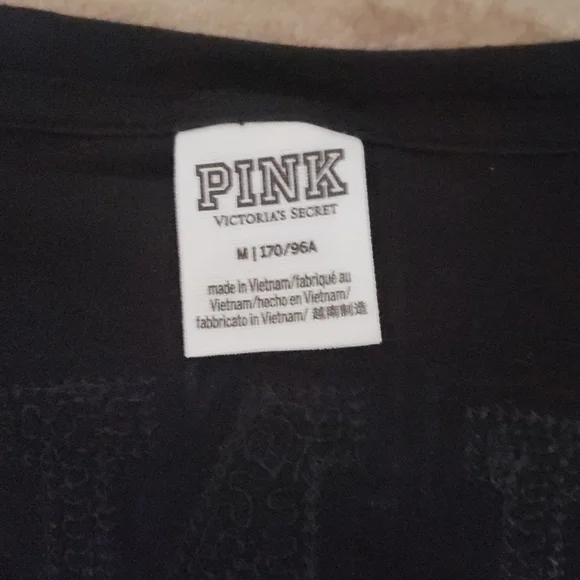 PINK
VICTORIA'S SECRET
M | 170/96A
made in Vietnam/fabriqué au
Vietnam/hecho en Vietnam/
fabbricato in Vietnam/ 越南制造